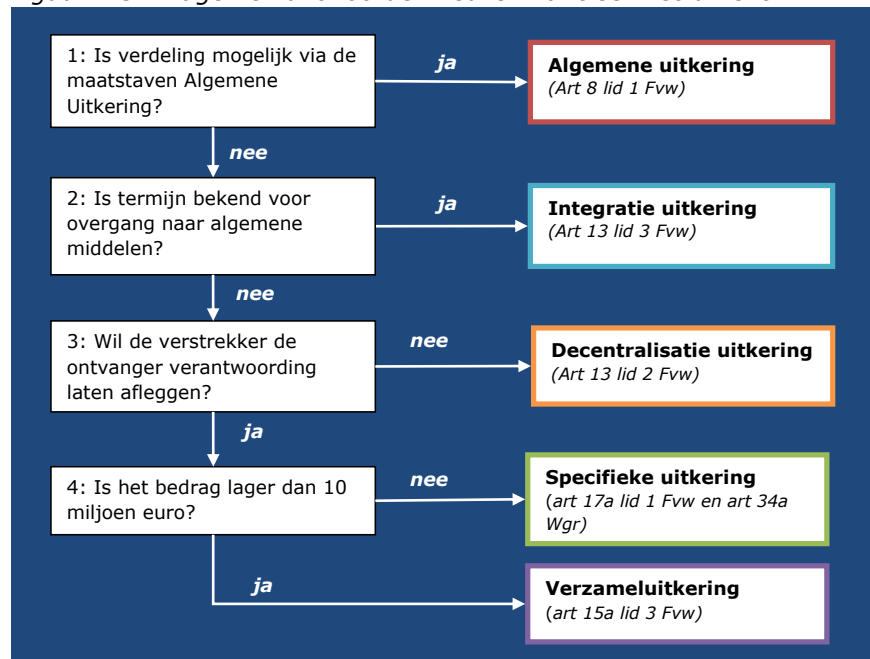 1: Is verdeling mogelijk via de
maatstaven Algemene
Uitkering?
ja
Algemene uitkering
(Art 8 lid 1 Fvw)
nee
2: Is termijn bekend voor
overgang naar algemene
middelen?
ja
Integratie uitkering
(Art 13 lid 3 Fvw)
nee
3: Wil de verstrekker de
ontvanger verantwoording
laten afleggen?
nee
Decentralisatie uitkering
(Art 13 lid 2 Fvw)
ja
4: Is het bedrag lager dan 10
miljoen euro?
nee
Specifieke uitkering
(art 17a lid 1 Fvw en art 34a
Wgr)
ja
Verzameluitkering
(art 15a lid 3 Fvw)